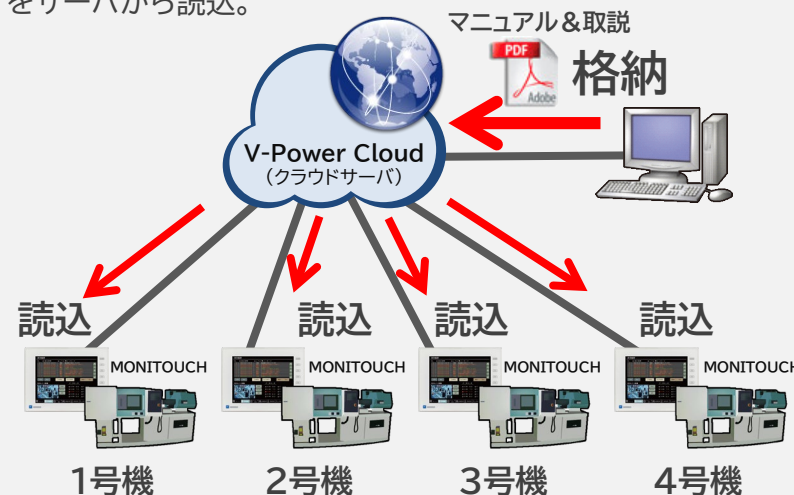 をサーバから読込。
マニュアル＆取説
PDF
Adobe
格納
V-Power Cloud
（クラウドサーバ）
読込
読込
読込
読込
MONITOUCH
MONITOUCH
MONITOUCH
MONITOUCH
1号機
2号機
3号機
4号機